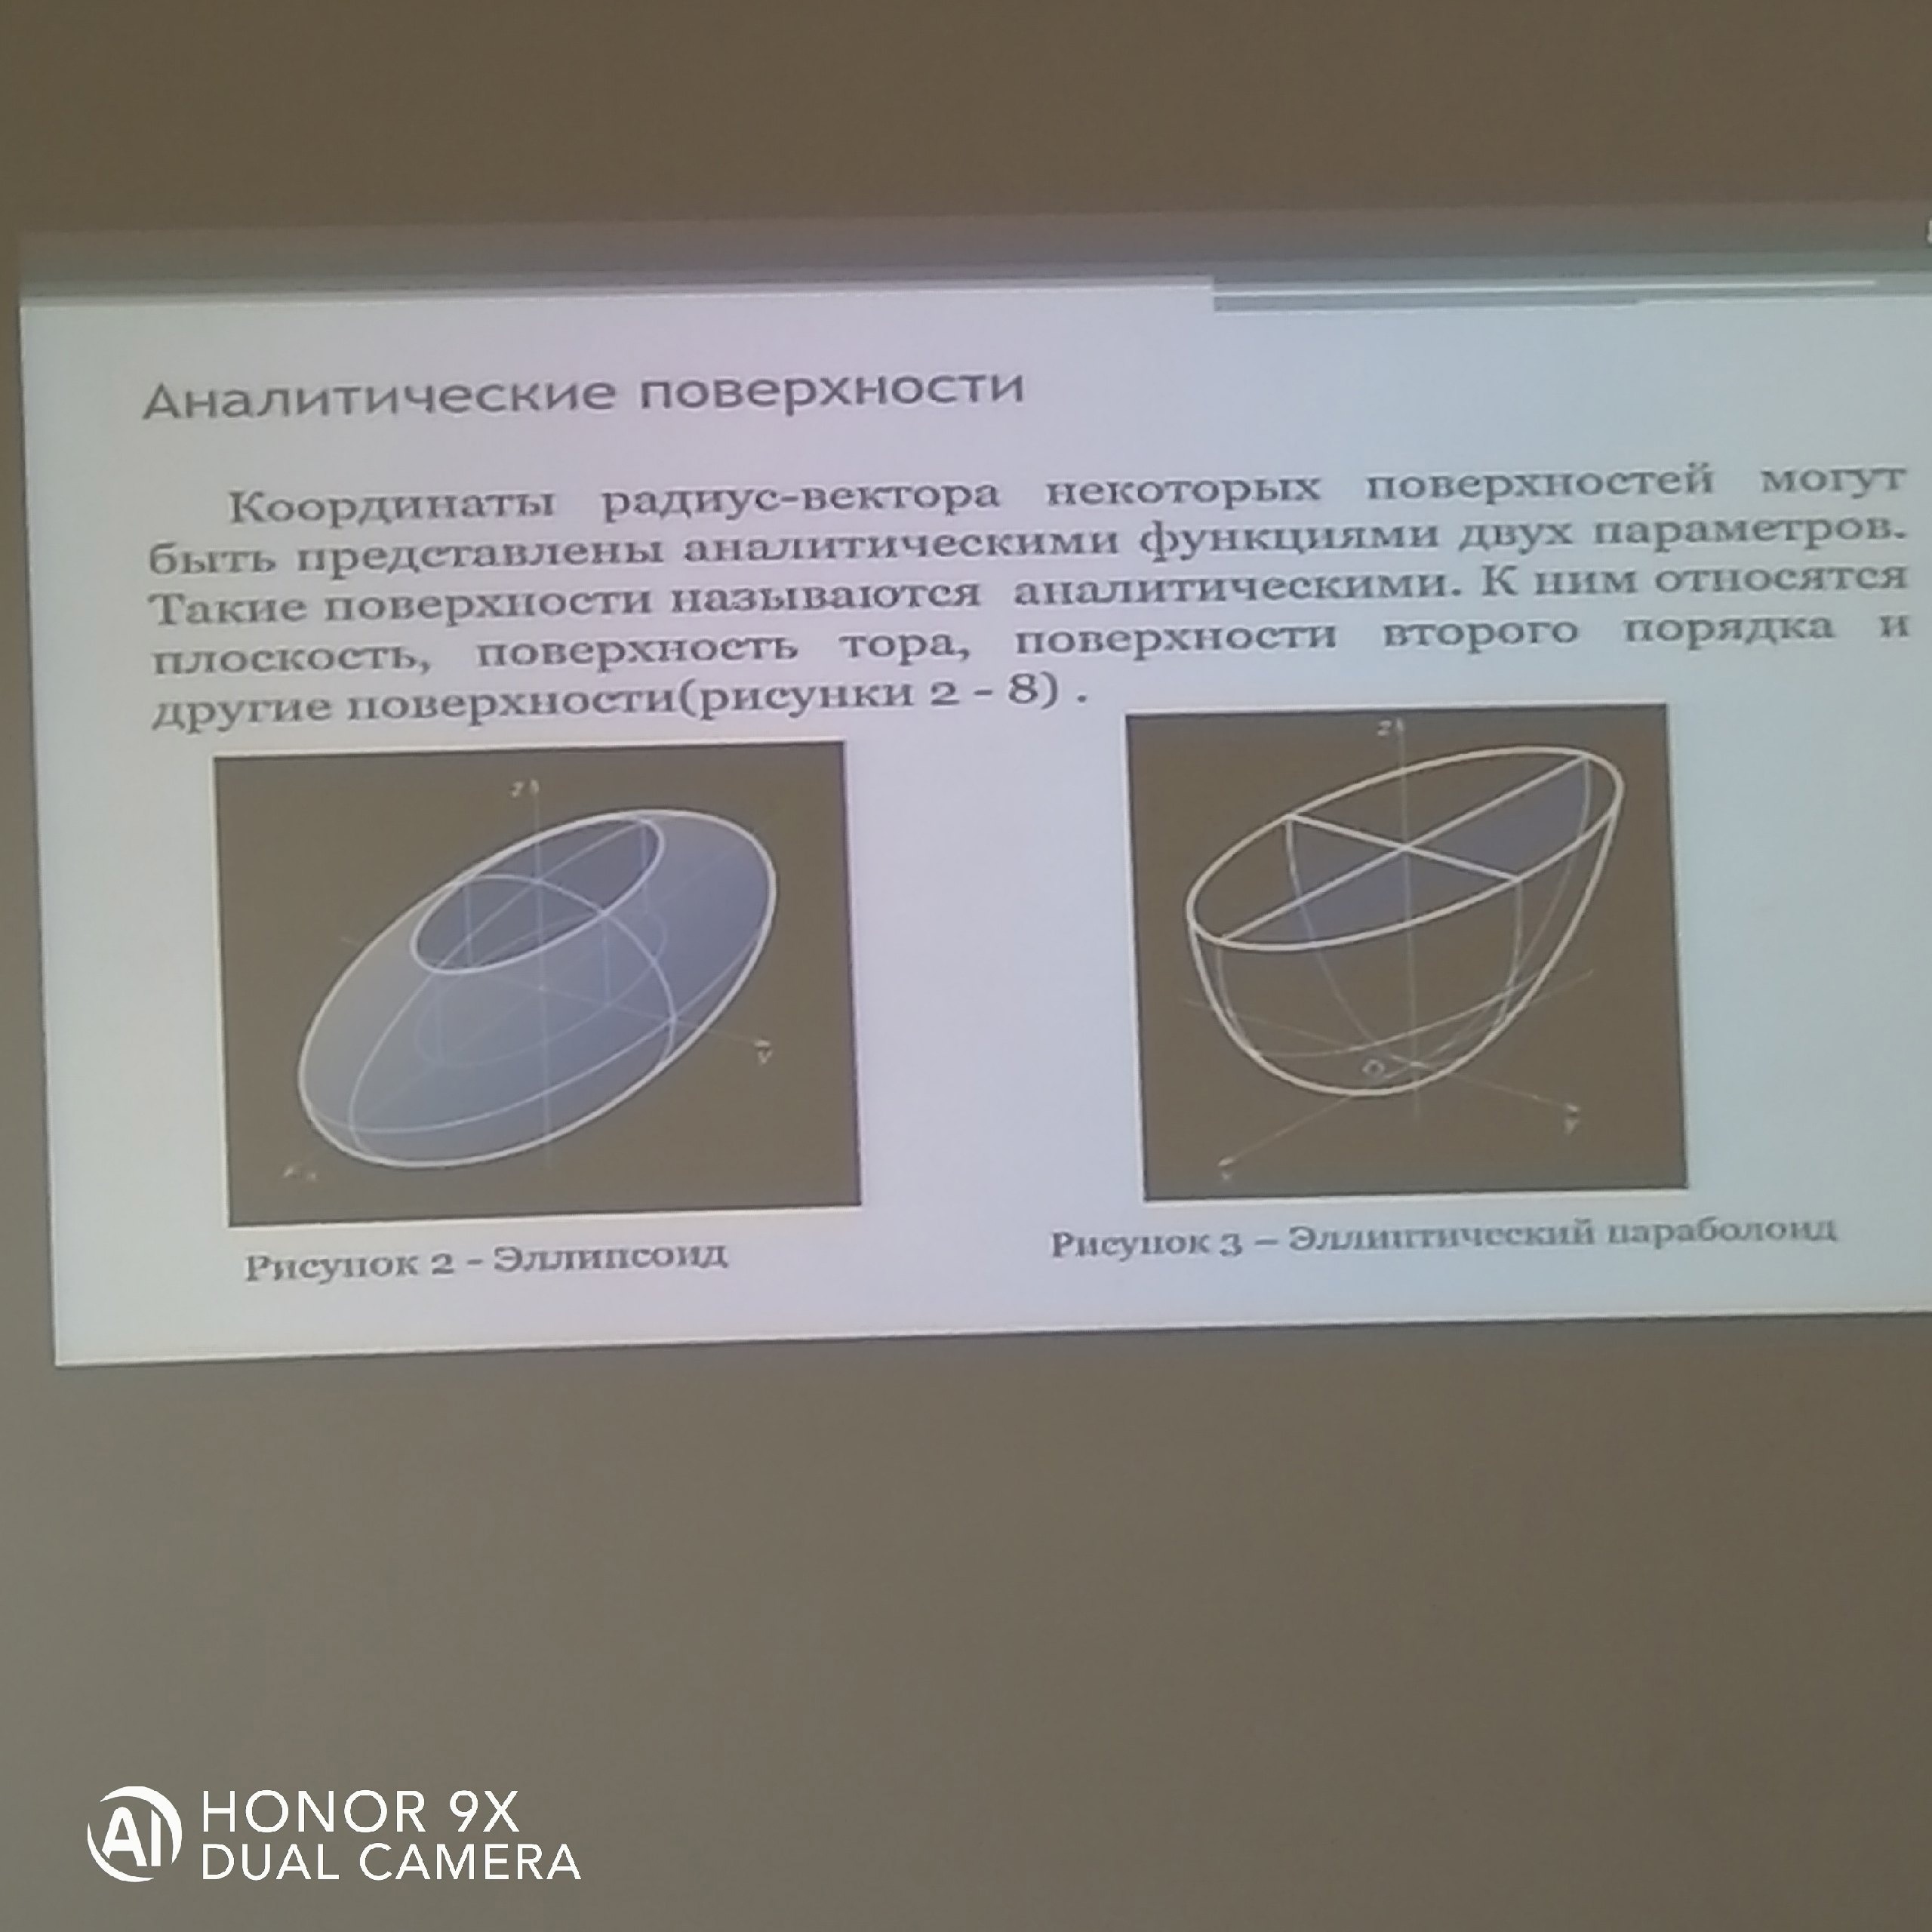 Аналитические поверхности
Координаты радиус-вектора некоторых поверхностей могут
быть представлены аналитическими функциями двух параметров.
Такие поверхности называются аналитическими. К ним относятся
плоскость, поверхность тора, поверхности второго порядка и
другие поверхности(рисунки 2 - 8) .
z
y
x
z
O
y
x
Рисунок 2 - Эллипсоид
Рисунок 3 – Эллиптический параболоид
AI HONOR 9X
DUAL CAMERA